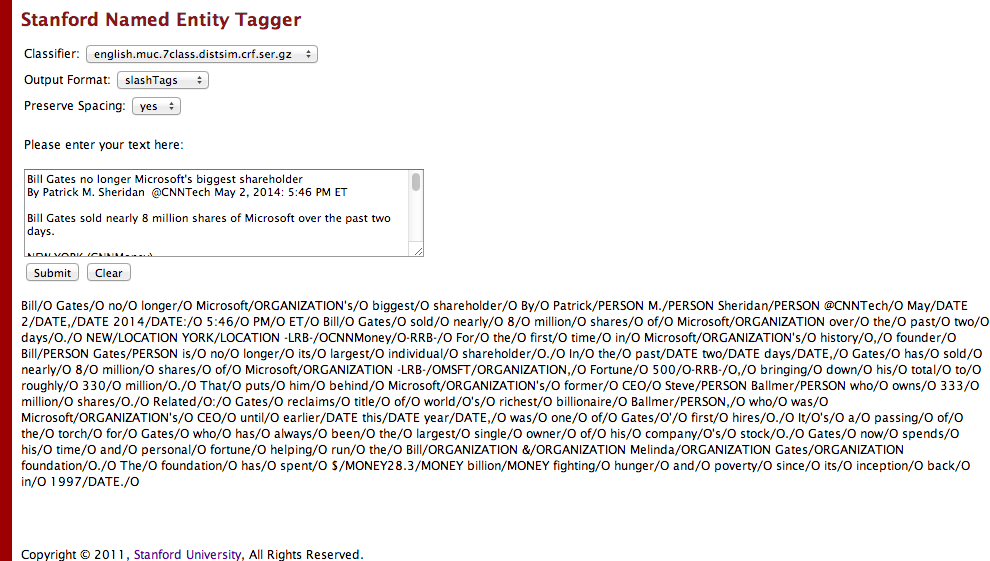 Stanford Named Entity Tagger
Classifier: english.muc.7class.distsim.crf.ser.gz
Output Format: slashTags
Preserve Spacing: yes
Please enter your text here:
Bill Gates no longer Microsoft's biggest shareholder
By Patrick M. Sheridan  @CNNTech May 2, 2014: 5:46 PM ET
Bill Gates sold nearly 8 million shares of Microsoft over the past two
days.
NEW YORK (CNNMoney)
Submit Clear
Bill/O Gates/O no/O longer/O Microsoft/ORGANIZATION's/O biggest/O shareholder/O By/O Patrick/PERSON M./PERSON Sheridan/PERSON @CNNTech/O May/DATE
2/DATE,/DATE 2014/DATE:/O 5:46/O PM/O ET/O Bill/O Gates/O sold/O nearly/O 8/O million/O shares/O of/O Microsoft/ORGANIZATION over/O the/O past/O two/O
days/O./O NEW/LOCATION YORK/LOCATION -LRB-/OCNNMoney/O-RRB-/O For/O the/O first/O time/O in/O Microsoft/ORGANIZATION's/O history/O,/O founder/O
Bill/PERSON Gates/PERSON is/O no/O longer/O its/O largest/O individual/O shareholder/O./O In/O the/O past/DATE two/DATE days/DATE,/O Gates/O has/O sold/O
nearly/O 8/O million/O shares/O of/O Microsoft/ORGANIZATION -LRB-/OMSFT/ORGANIZATION,/O Fortune/O 500/O-RRB-/O,/O bringing/O down/O his/O total/O to/O
roughly/O 330/O million/O./O That/O puts/O him/O behind/O Microsoft/ORGANIZATION's/O former/O CEO/O Steve/PERSON Ballmer/PERSON who/O owns/O 333/O
million/O shares/O./O Related/O:/O Gates/O reclaims/O title/O of/O world/O's/O richest/O billionaire/O Ballmer/PERSON,/O who/O was/O
Microsoft/ORGANIZATION's/O CEO/O until/O earlier/DATE this/DATE year/DATE,/O was/O one/O of/O Gates/O'/O first/O hires/O./O It/O's/O a/O passing/O of/O
the/O torch/O for/O Gates/O who/O has/O always/O been/O the/O largest/O single/O owner/O of/O his/O company/O's/O stock/O./O Gates/O now/O spends/O
his/O time/O and/O personal/O fortune/O helping/O run/O the/O Bill/ORGANIZATION &/ORGANIZATION Melinda/ORGANIZATION Gates/ORGANIZATION
foundation/O./O The/O foundation/O has/O spent/O $/MONEY28.3/MONEY billion/MONEY fighting/O hunger/O and/O poverty/O since/O its/O inception/O back/O
in/O 1997/DATE./O
Copyright © 2011, Stanford University, All Rights Reserved.